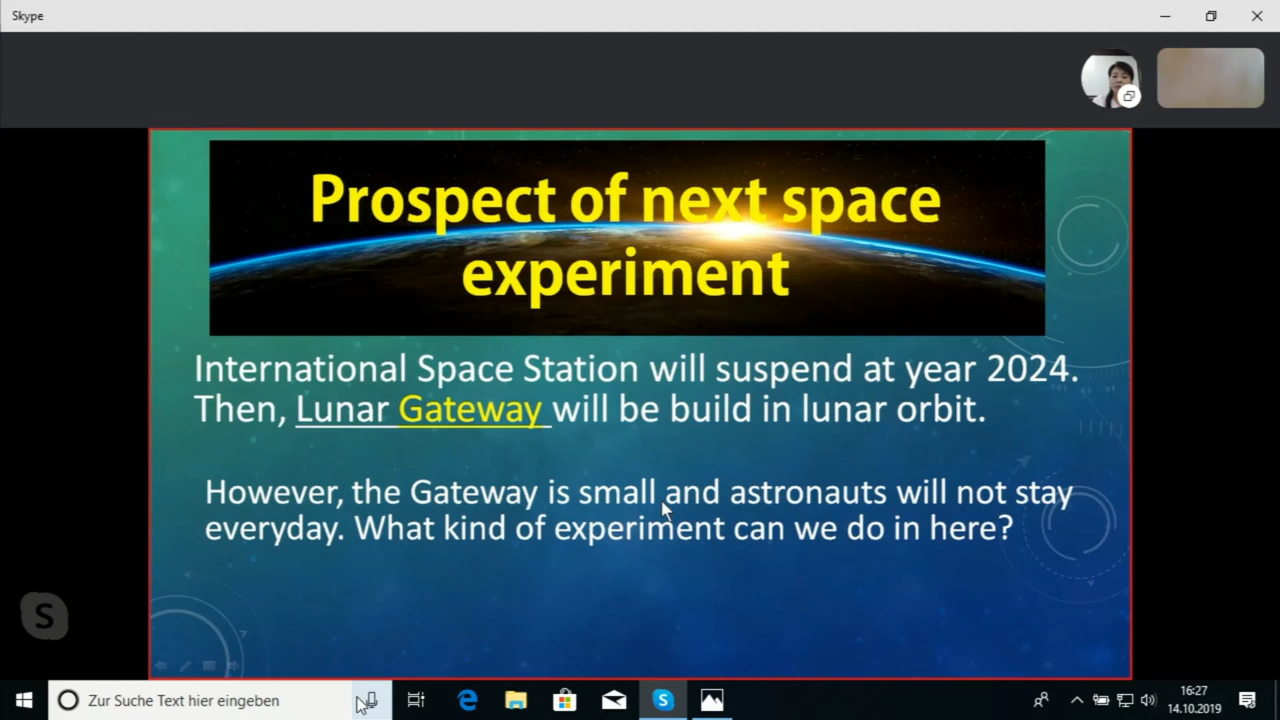 Skype
Prospect of next space
experiment
International Space Station will suspend at year 2024.
Then, Lunar Gateway will be build in lunar orbit.
However, the Gateway is small and astronauts will not stay
everyday. What kind of experiment can we do in here?
S
Zur Suche Text hier eingeben
S
16:27
14.10.2019